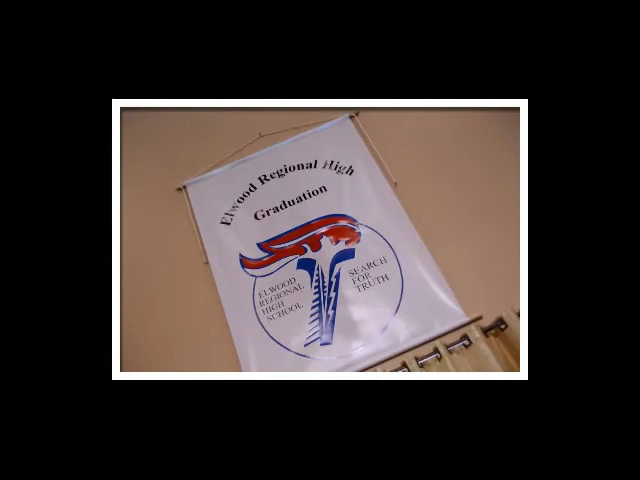 Elwood Regional High
Graduation
ELWOOD
REGIONAL
HIGH
SCHOOL
SEARCH
FOR
TRUTH